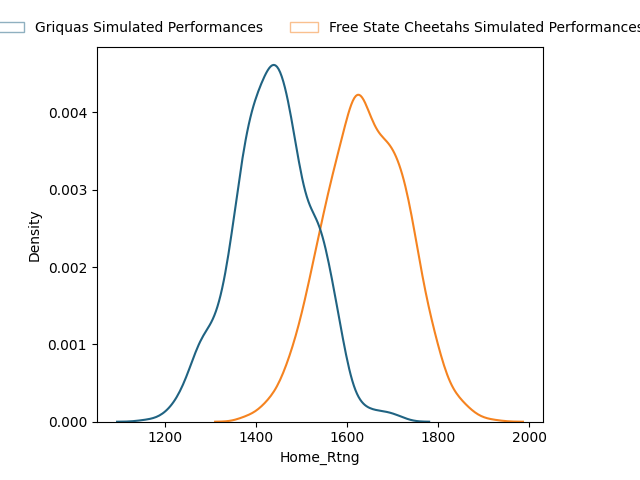 Griquas Simulated Performances Free State Cheetahs Simulated Performances
0.004
0.003
Density
0.002
0.001
0.000
1200 1400 1600 1800 2000
Home_Rtng